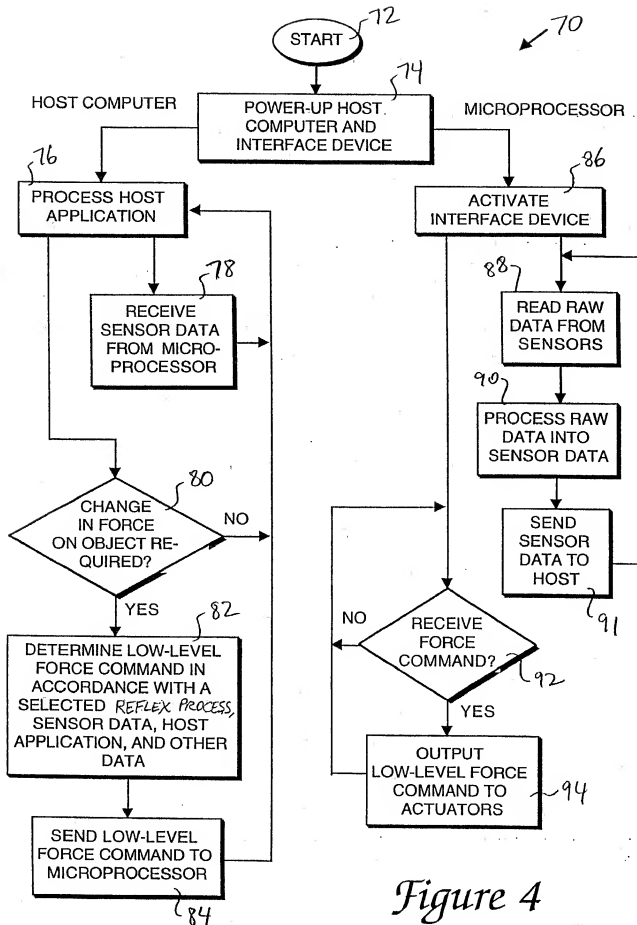 72
START
70
74
HOST COMPUTER
POWER-UP HOST
COMPUTER AND
INTERFACE DEVICE
MICROPROCESSOR
76
PROCESS HOST
APPLICATION
78
RECEIVE
SENSOR DATA
FROM MICRO-
PROCESSOR
80
CHANGE
IN FORCE
ON OBJECT RE-
QUIRED?
NO
YES
82
DETERMINE LOW-LEVEL
FORCE COMMAND IN
ACCORDANCE WITH A
SELECTED REFLEX PROCESS,
SENSOR DATA, HOST
APPLICATION, AND OTHER
DATA
SEND LOW-LEVEL
FORCE COMMAND TO
MICROPROCESSOR
84
86
ACTIVATE
INTERFACE DEVICE
88
READ RAW
DATA FROM
SENSORS
90
PROCESS RAW
DATA INTO
SENSOR DATA
SEND
SENSOR
DATA TO
HOST
91
NO
RECEIVE
FORCE
COMMAND?
92
YES
OUTPUT
LOW-LEVEL FORCE
COMMAND TO
ACTUATORS
94
Figure 4